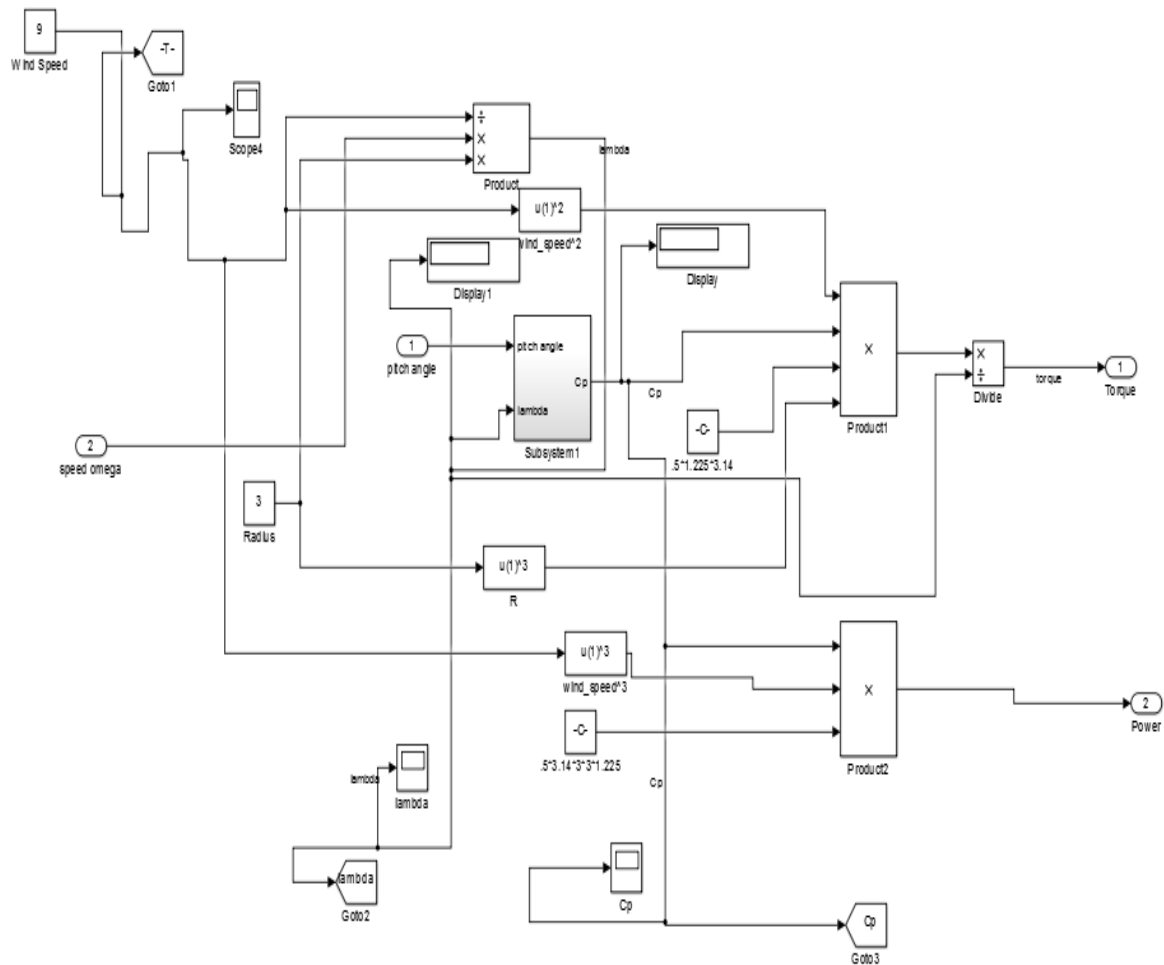 9
Wind Speed
-T-
Goto1
Scope4
÷
×
×
Product
lambda
u(1)^2
wind_speed^2
Display1
Display
1
pitch angle
pitch angle
lambda
Cp
Subsystem1
Cp
×
Product1
×
÷
Divide
torque
1
Torque
-C-
.5*1.225*3.14
2
speed omega
3
Radius
u(1)^3
R
u(1)^3
wind_speed^3
×
Product2
2
Power
-C-
.5*3.14*3*3*1.225
Cp
lambda
lambda
lambda
Goto2
Cp
Cp
Goto3